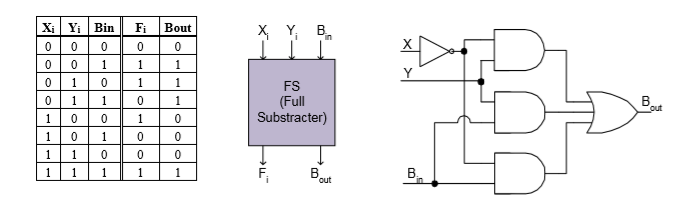 Xi Yi Bin Fi Bout
0 0 0 0 0
0 0 1 1 1
0 1 0 1 1
0 1 1 0 1
1 0 0 1 0
1 0 1 0 0
1 1 0 0 0
1 1 1 1 1
Xi Yi Bin
FS
(Full
Substracter)
Fi Bout
X
Y
Bin
Bout